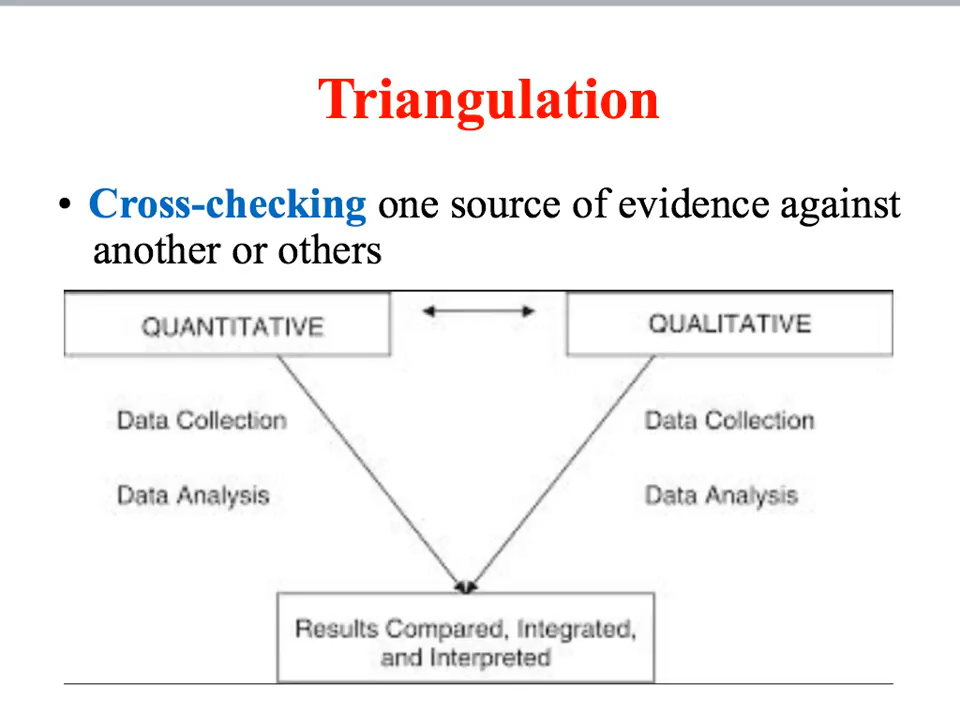 Triangulation
• Cross-checking one source of evidence against
another or others
QUANTITATIVE
QUALITATIVE
Data Collection
Data Collection
Data Analysis
Data Analysis
Results Compared, Integrated,
and Interpreted